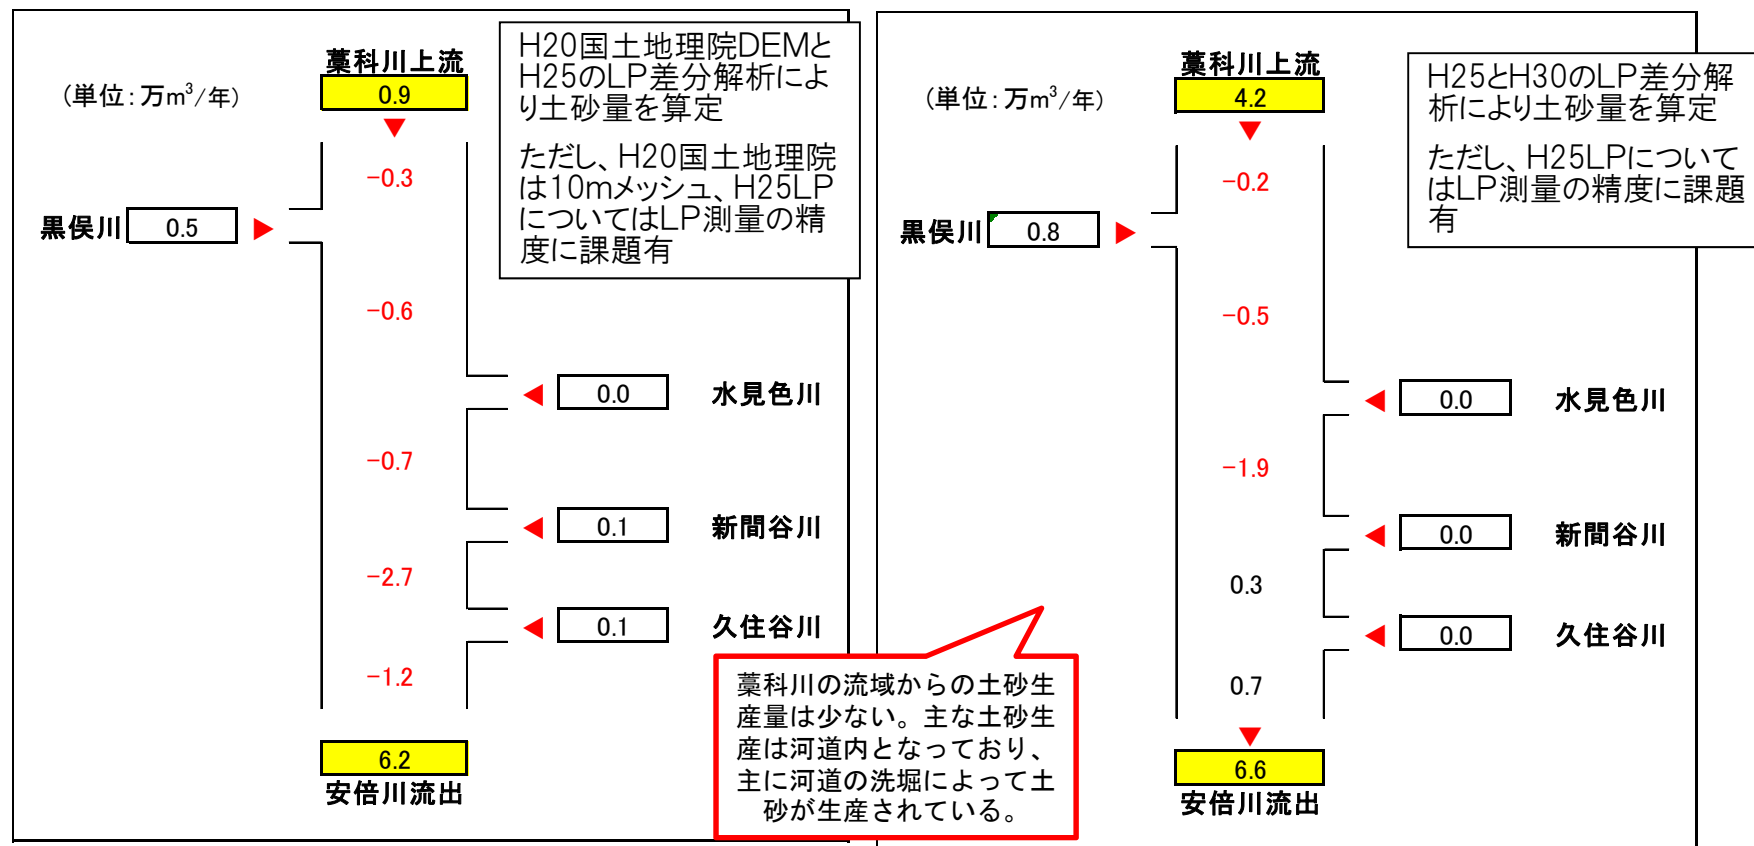 藁科川上流
(単位:万m³/年)
0.9
H20国土地理院DEMと
H25のLP差分解析によ
り土砂量を算定
ただし、H20国土地理院
は10mメッシュ、H25LP
についてはLP測量の精
度に課題有
-0.3
黒俣川
0.5
-0.6
0.0
水見色川
-0.7
0.1
新間谷川
-2.7
0.1
久住谷川
-1.2
6.2
安倍川流出
藁科川上流
(単位:万m³/年)
4.2
H25とH30のLP差分解
析により土砂量を算定
ただし、H25LPについて
はLP測量の精度に課題
有
-0.2
黒俣川
0.8
-0.5
0.0
水見色川
-1.9
0.0
新間谷川
0.3
0.0
久住谷川
0.7
6.6
安倍川流出
藁科川の流域からの土砂生
産量は少ない。主な土砂生
産は河道内となっており、
主に河道の洗堀によって土
砂が生産されている。